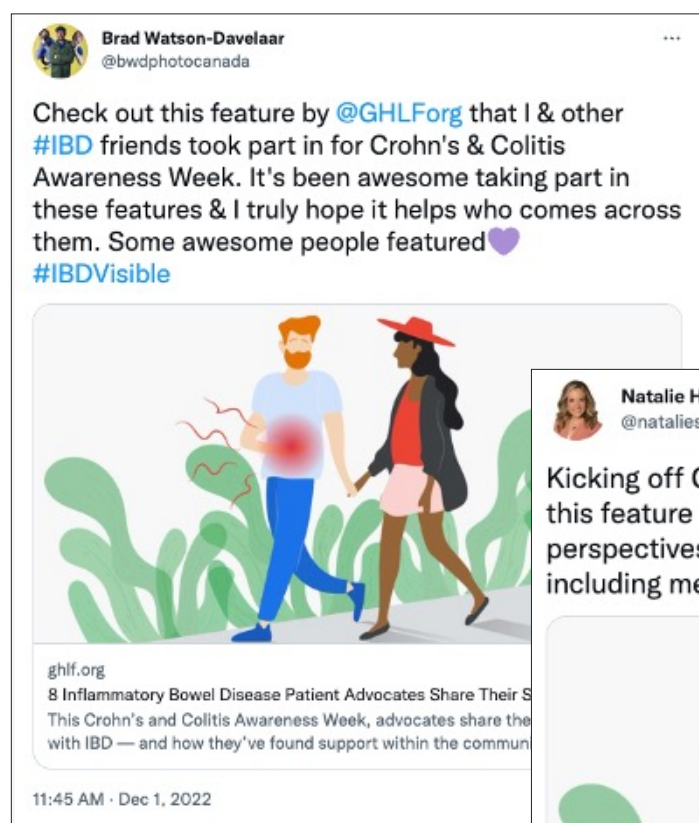 Brad Watson-Davelaar
@bwdphotocanada
Check out this feature by @GHLForg that I & other
#IBD friends took part in for Crohn's & Colitis
Awareness Week. It's been awesome taking part in
these features & I truly hope it helps who comes across
them. Some awesome people featured💜
#IBDVisible
ghlf.org
8 Inflammatory Bowel Disease Patient Advocates Share Their S
This Crohn's and Colitis Awareness Week, advocates share the
with IBD — and how they've found support within the communi
11:45 AM · Dec 1, 2022
Natalie H
@natalies
Kicking off C
this feature
perspectives
including me